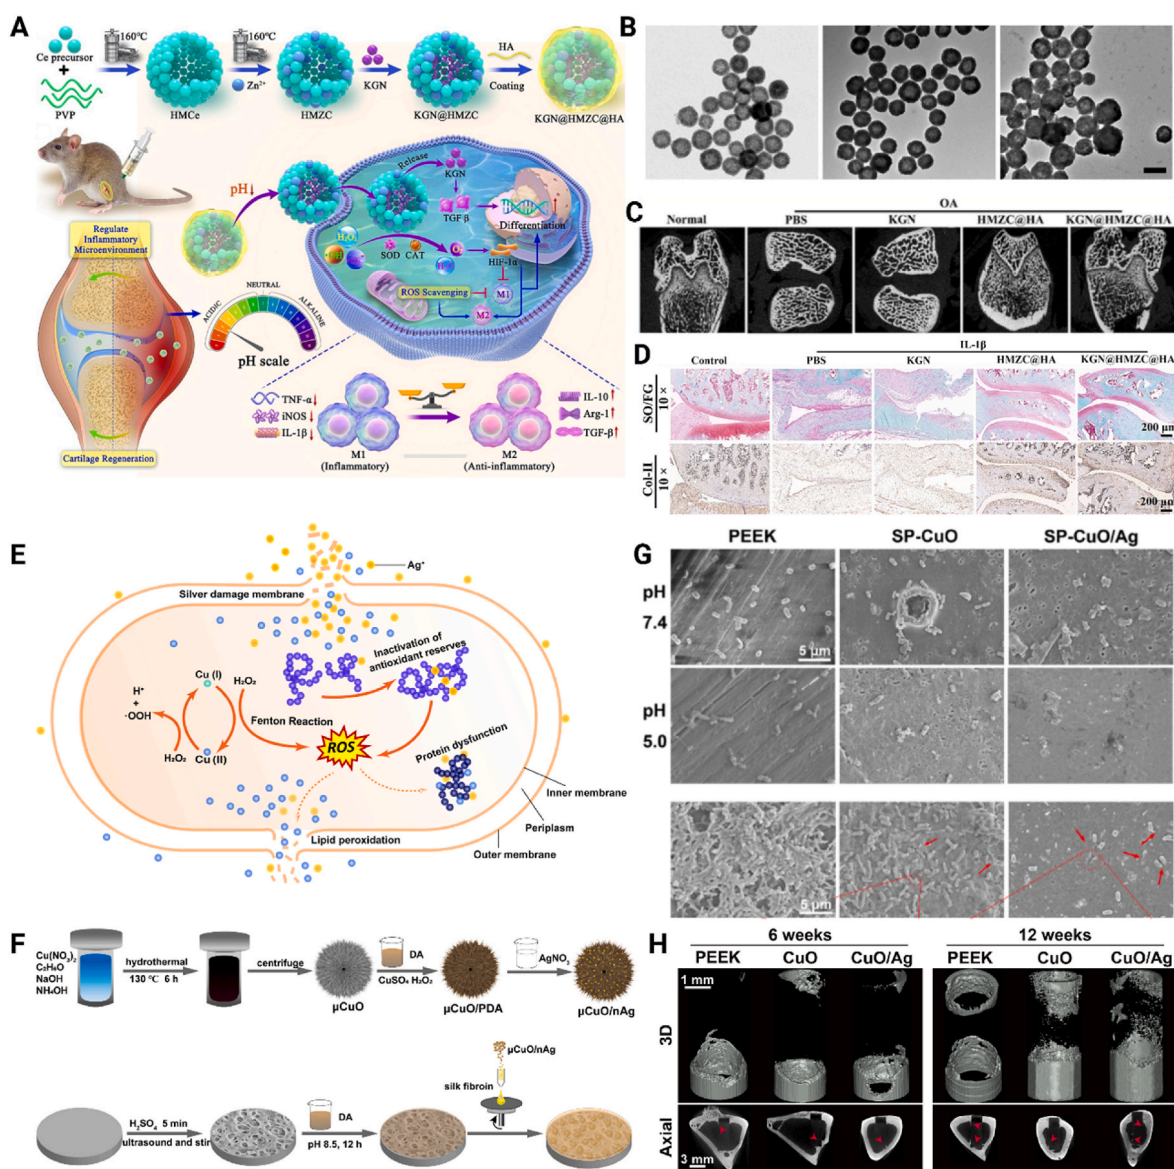 A
Ce precursor
+
PVP
160℃
HMCe
160℃
Zn²⁺
HMZC
KGN
KGN@HMZC
HA
Coating
KGN@HMZC@HA
pH↓
Release
KGN
TGF β
Differentiation
H₂O₂
SOD
CAT
O₂
HIF-1α
ROS Scavenging
M1
M2
Regulate
Inflammatory
Microenvironment
Cartilage Regeneration
ACIDIC
NEUTRAL
ALKALINE
pH scale
TNF-α
iNOS
IL-1β
M1
(Inflammatory)
M2
(Anti-inflammatory)
IL-10
Arg-1
TGF-β
B
C
OA
Normal
PBS
KGN
HMZC@HA
KGN@HMZC@HA
D
IL-1β
Control
PBS
KGN
HMZC@HA
KGN@HMZC@HA
SO/FG
10 ×
200 μm
Col-II
10 ×
200 μm
E
Ag⁺
Silver damage membrane
Inactivation of
antioxidant reserves
Cu (I)
H₂O₂
H⁺
+
·OOH
Fenton Reaction
ROS
H₂O₂
Cu (II)
Protein dysfunction
Lipid peroxidation
Inner membrane
Periplasm
Outer membrane
F
Cu(NO₃)₂
C₂H₆O
NaOH
NH₄OH
hydrothermal
130 ℃ 6 h
centrifuge
μCuO
DA
CuSO₄ H₂O₂
μCuO/PDA
AgNO₃
μCuO/nAg
H₂SO₄ 5 min
ultrasound and stir
DA
pH 8.5, 12 h
μCuO/nAg
silk fibroin
G
PEEK
SP-CuO
SP-CuO/Ag
pH
7.4
5 μm
pH
5.0
5 μm
H
6 weeks
12 weeks
PEEK
CuO
CuO/Ag
PEEK
CuO
CuO/Ag
1 mm
3D
Axial
3 mm